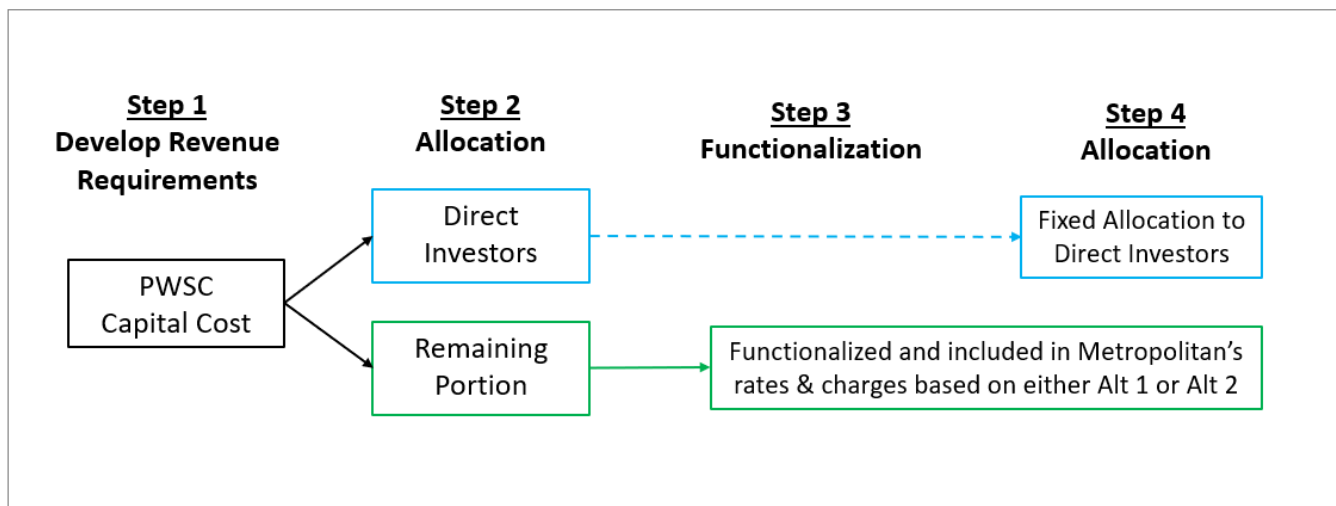 Step 1
Develop Revenue
Requirements
Step 2
Allocation
Step 3
Functionalization
Step 4
Allocation
PWSC
Capital Cost
Direct
Investors
Fixed Allocation to
Direct Investors
Remaining
Portion
Functionalized and included in Metropolitan's
rates & charges based on either Alt 1 or Alt 2